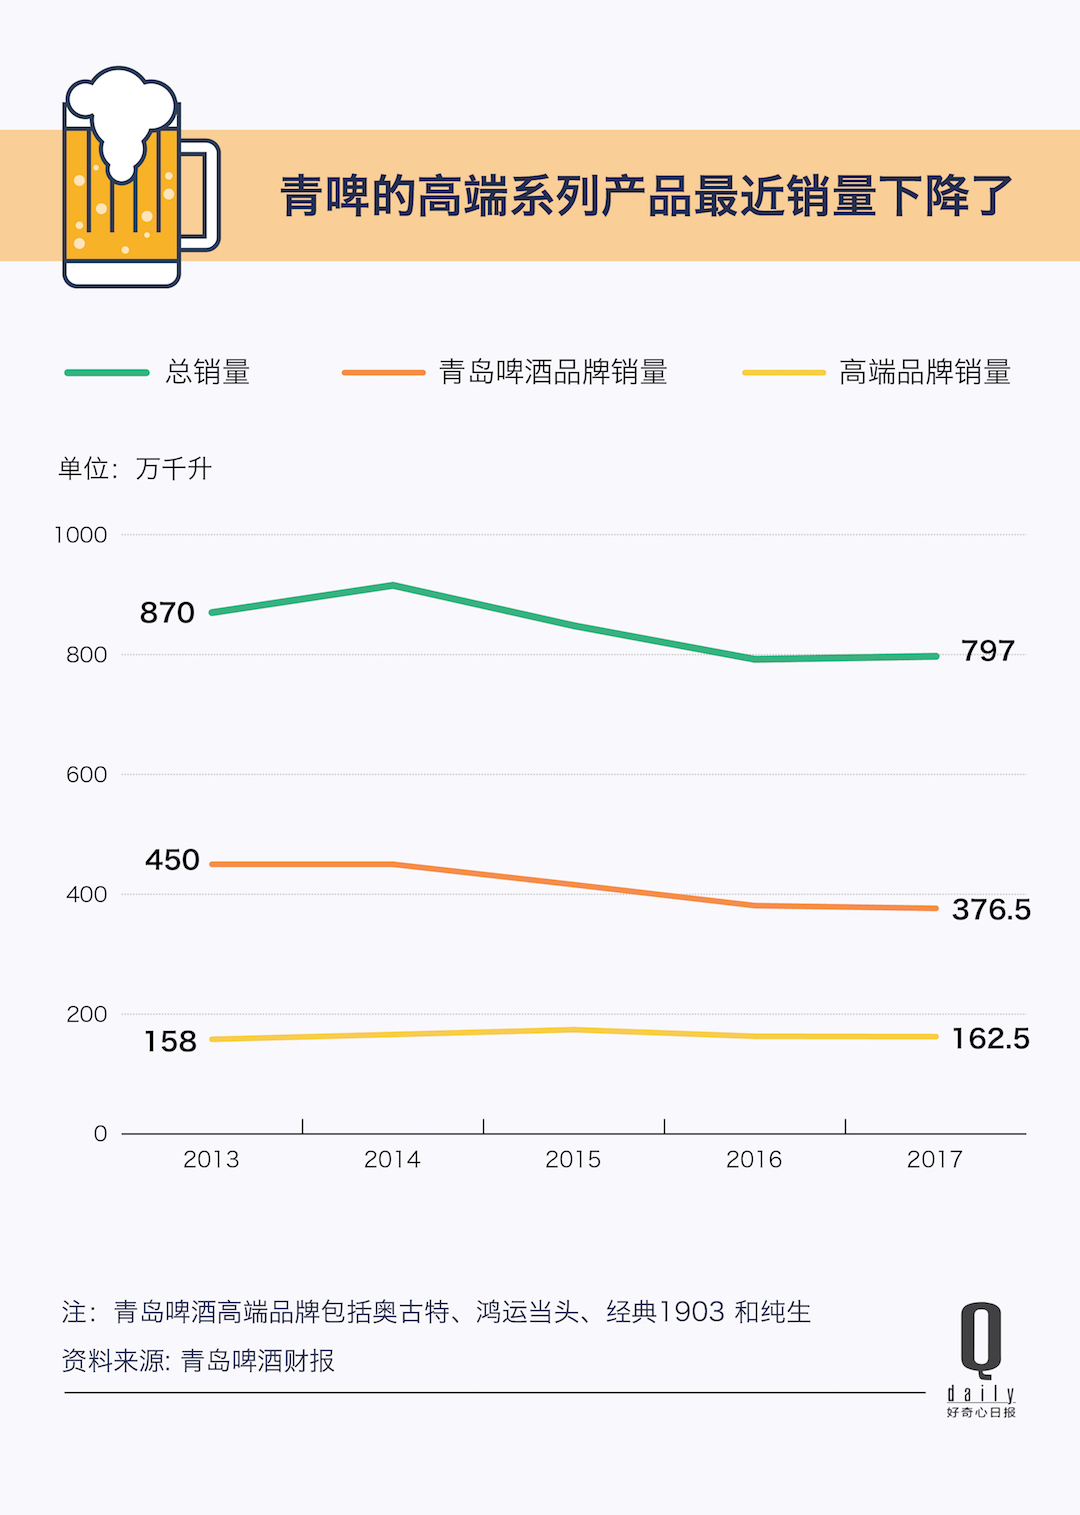 青啤的高端系列产品最近销量下降了
总销量 青岛啤酒品牌销量 高端品牌销量
单位：万千升
1000
870
800
797
600
450
400
376.5
200
158
162.5
0
2013 2014 2015 2016 2017
注：青岛啤酒高端品牌包括奥古特、鸿运当头、经典1903 和纯生
资料来源: 青岛啤酒财报
Q
daily
好奇心日报